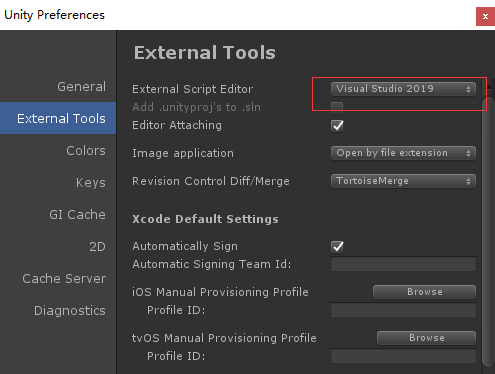 Unity Preferences
x
External Tools
General
External Tools
Colors
Keys
GI Cache
2D
Cache Server
Diagnostics
External Script Editor
Visual Studio 2019
Add .unityproj's to .sln
Editor Attaching
Image application
Open by file extension
Revision Control Diff/Merge
TortoiseMerge
Xcode Default Settings
Automatically Sign
Automatic Signing Team Id:
iOS Manual Provisioning Profile
Browse
Profile ID:
tvOS Manual Provisioning Profile
Browse
Profile ID: